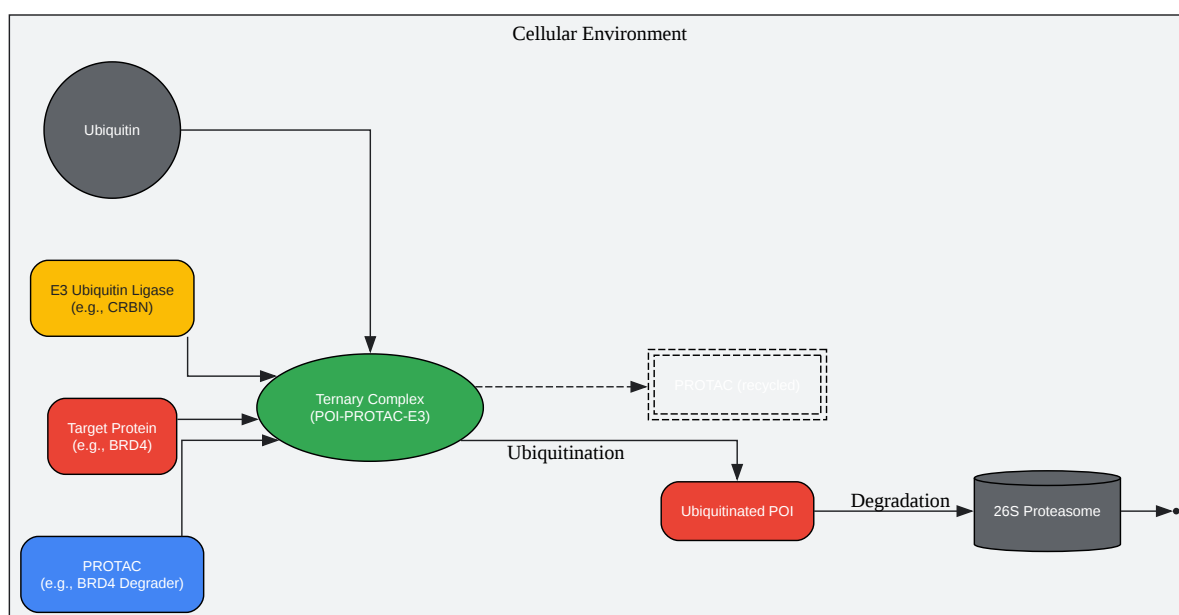 Cellular Environment
Ubiquitin
E3 Ubiquitin Ligase
(e.g., CRBN)
Ternary Complex
(POI-PROTAC-E3)
PROTAC (recycled)
Target Protein
(e.g., BRD4)
Ubiquitination
Ubiquitinated POI
Degradation
26S Proteasome
PROTAC
(e.g., BRD4 Degrader)